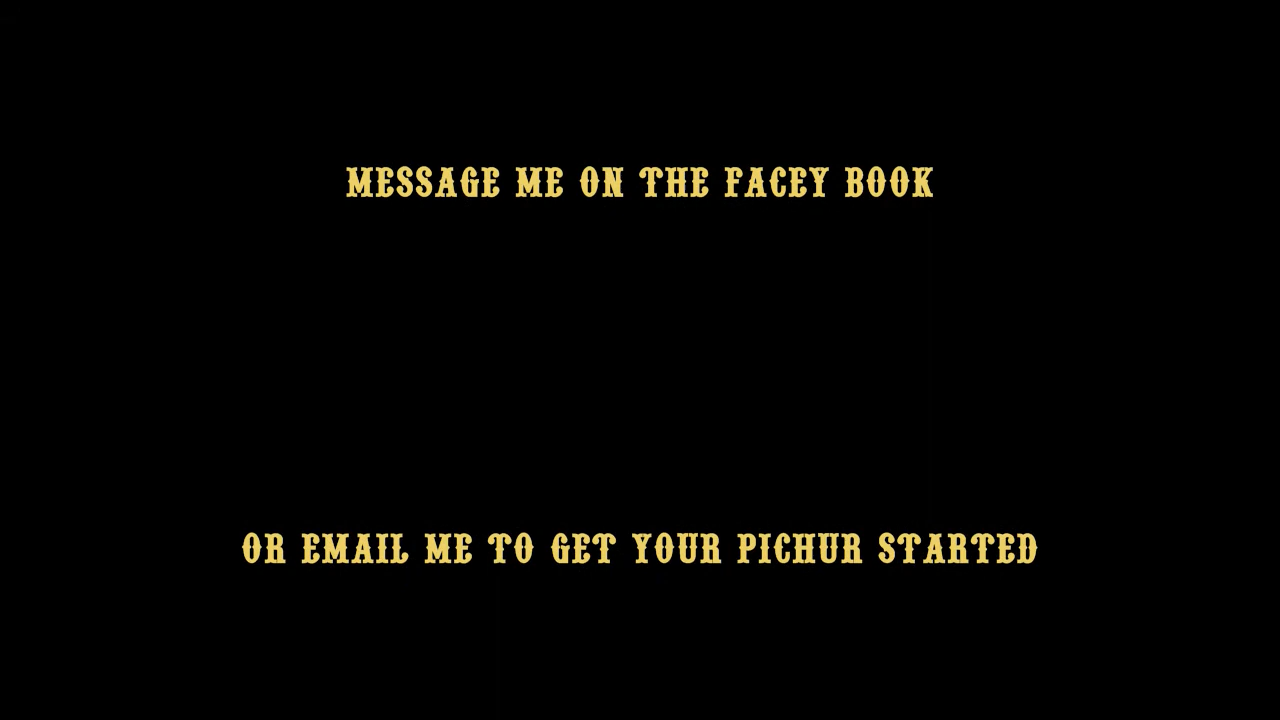 MESSAGE ME ON THE FACEY BOOK
OR EMAIL ME TO GET YOUR PICHUR STARTED